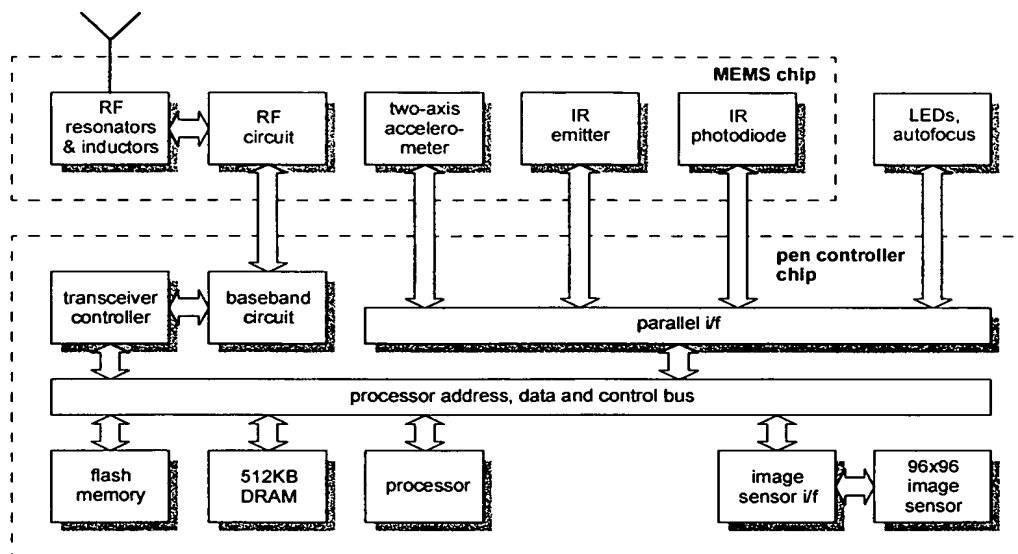 MEMS chip
RF
resonators
& inductors
RF
circuit
two-axis
accelero-
meter
IR
emitter
IR
photodiode
LEDs,
autofocus
pen controller
chip
transceiver
controller
baseband
circuit
parallel i/f
processor address, data and control bus
flash
memory
512KB
DRAM
processor
image
sensor i/f
96x96
image
sensor